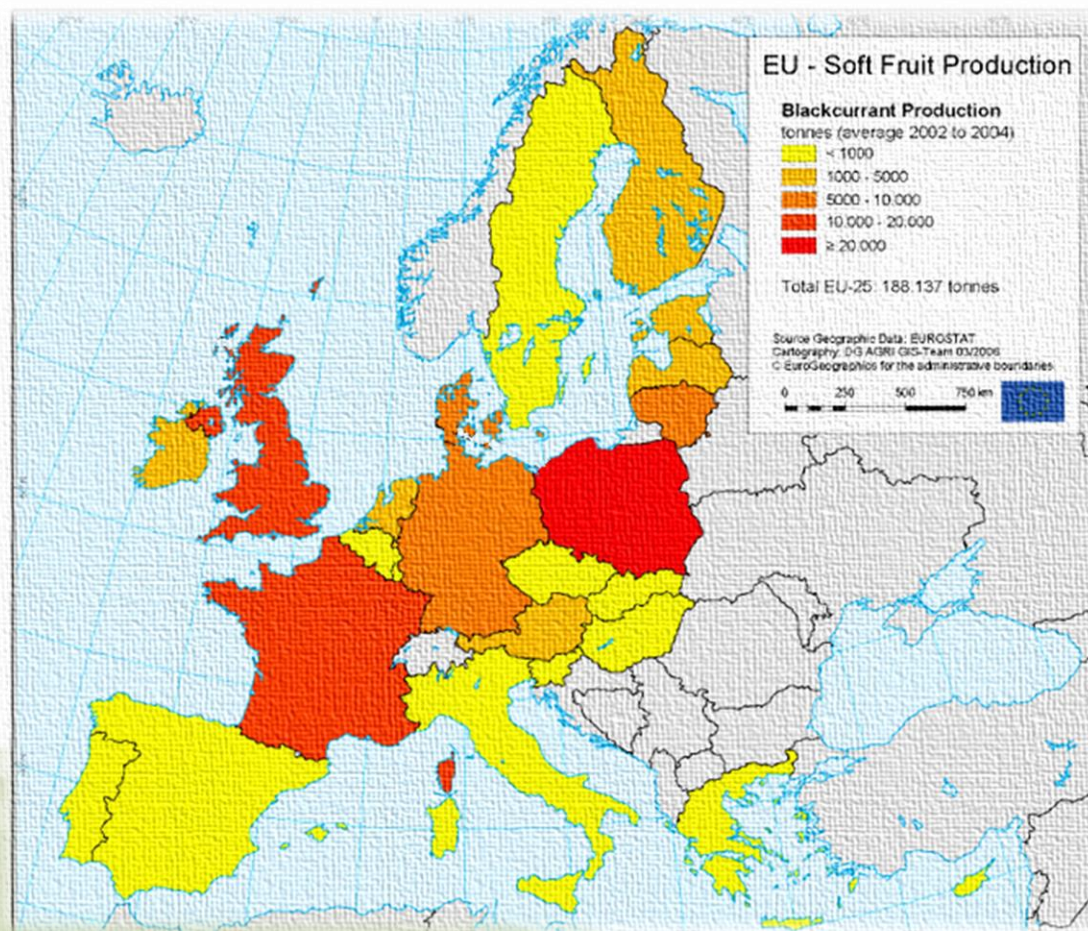 EU - Soft Fruit Production
Blackcurrant Production
tonnes (average 2002 to 2004)
< 1000
1000 - 5000
5000 - 10.000
10.000 - 20.000
≥ 20.000
Total EU-25: 188.137 tonnes
Source Geographic Data: EUROSTAT
Cartography: DG AGRI GIS-Team 03/2006
© EuroGeographics for the administrative boundaries
0 250 500 750 km